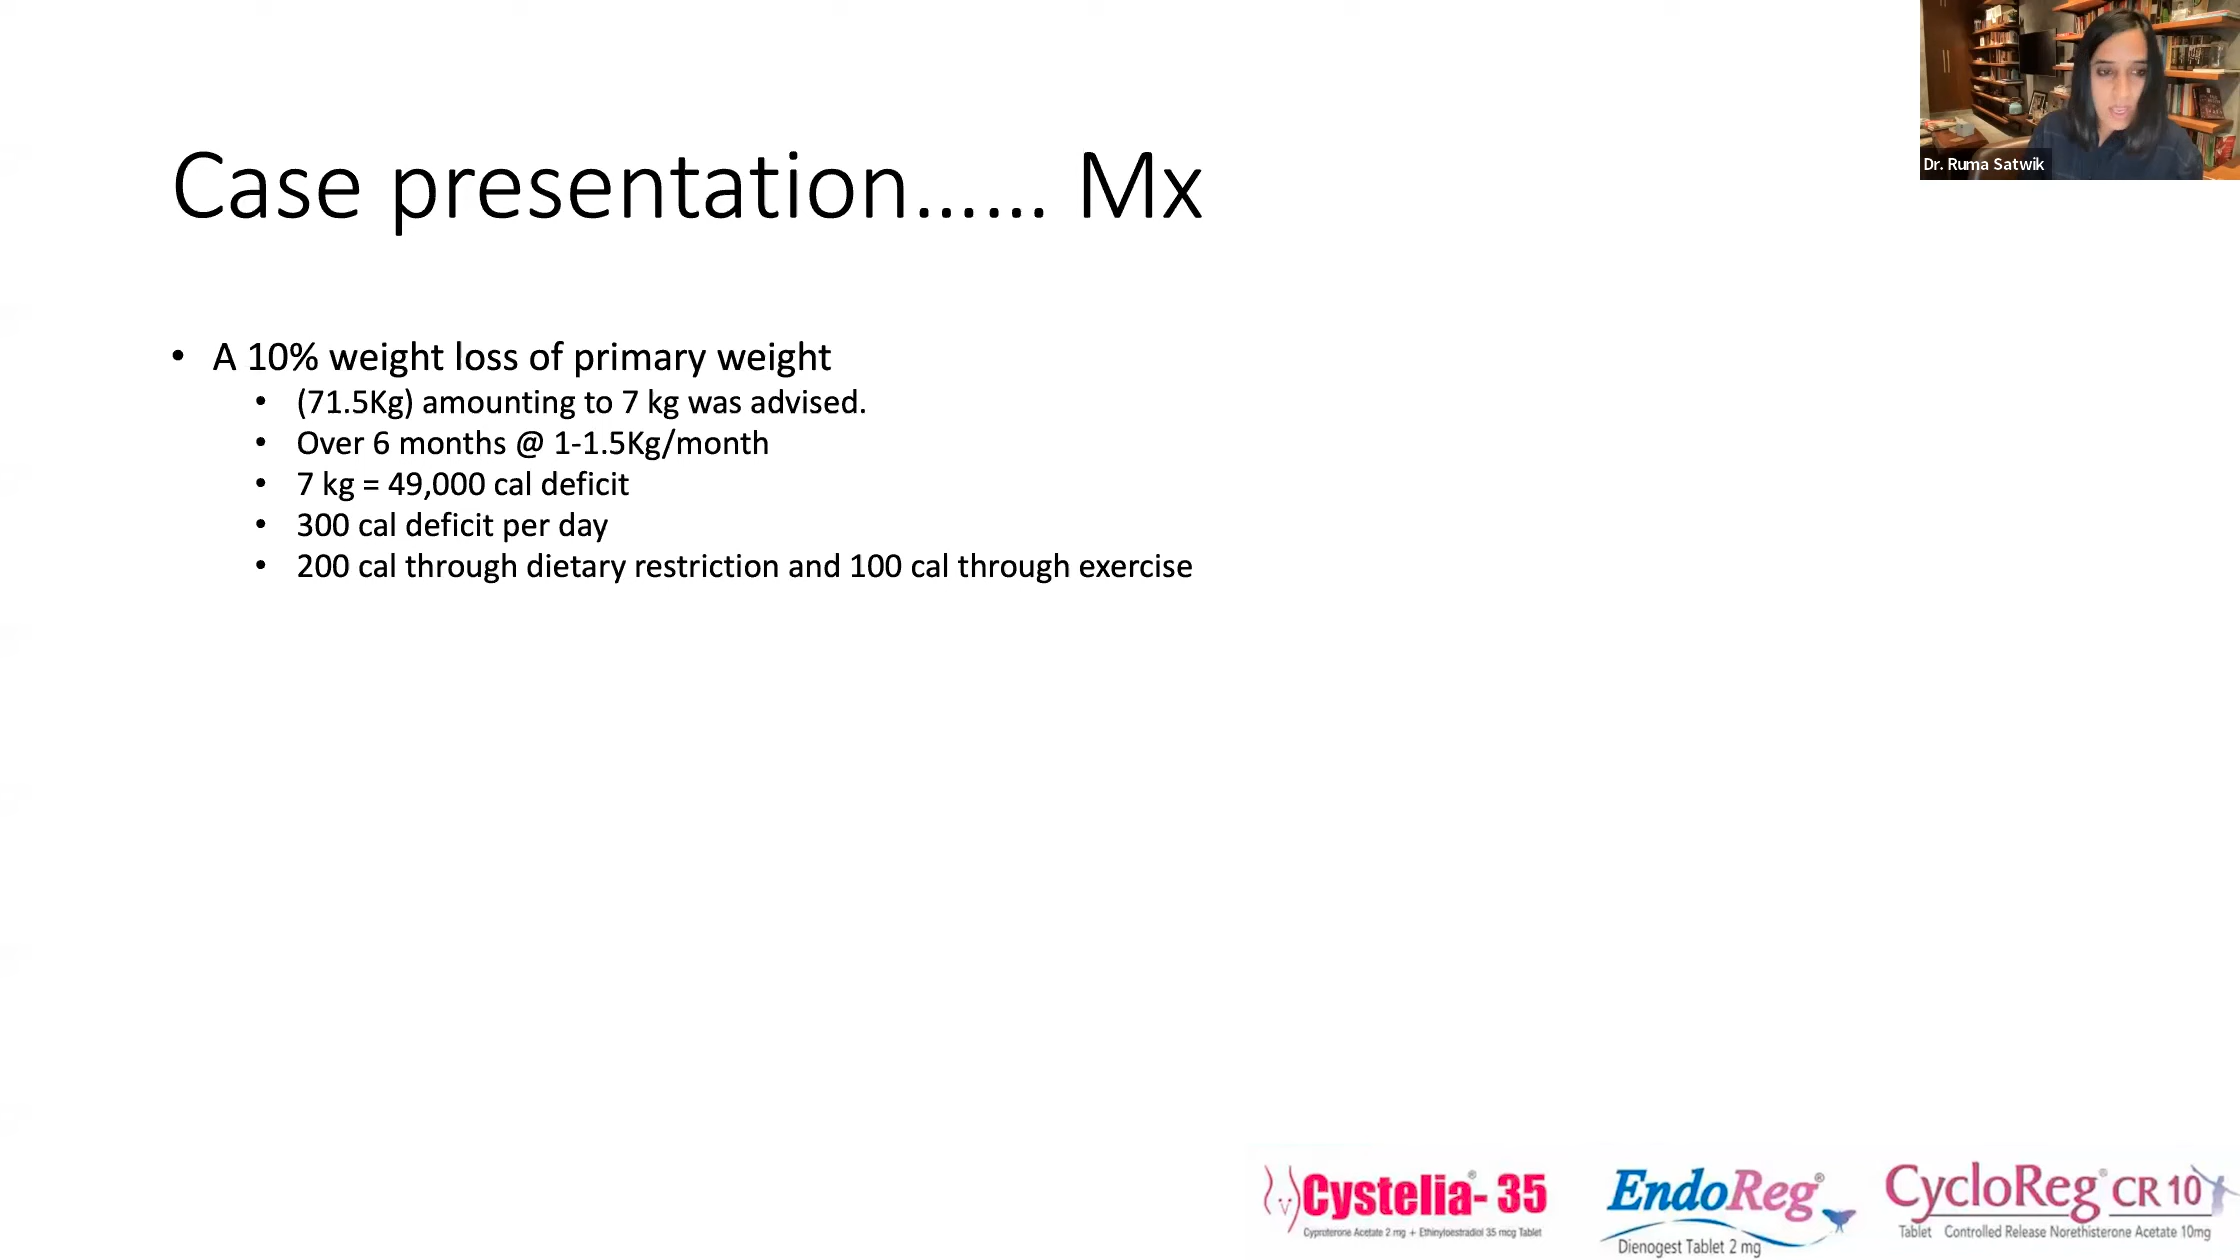 Dr. Ruma Satwik
Case presentation…… Mx
• A 10% weight loss of primary weight
• (71.5Kg) amounting to 7 kg was advised.
• Over 6 months @ 1-1.5Kg/month
• 7 kg = 49,000 cal deficit
• 300 cal deficit per day
• 200 cal through dietary restriction and 100 cal through exercise
Cystelia®- 35
Cyproterone Acetate 2 mg + Ethinyloestradiol 35 mcg Tablet
EndoReg®
Dienogest Tablet 2 mg
CycloReg® CR 10
Tablet Controlled Release Norethisterone Acetate 10mg